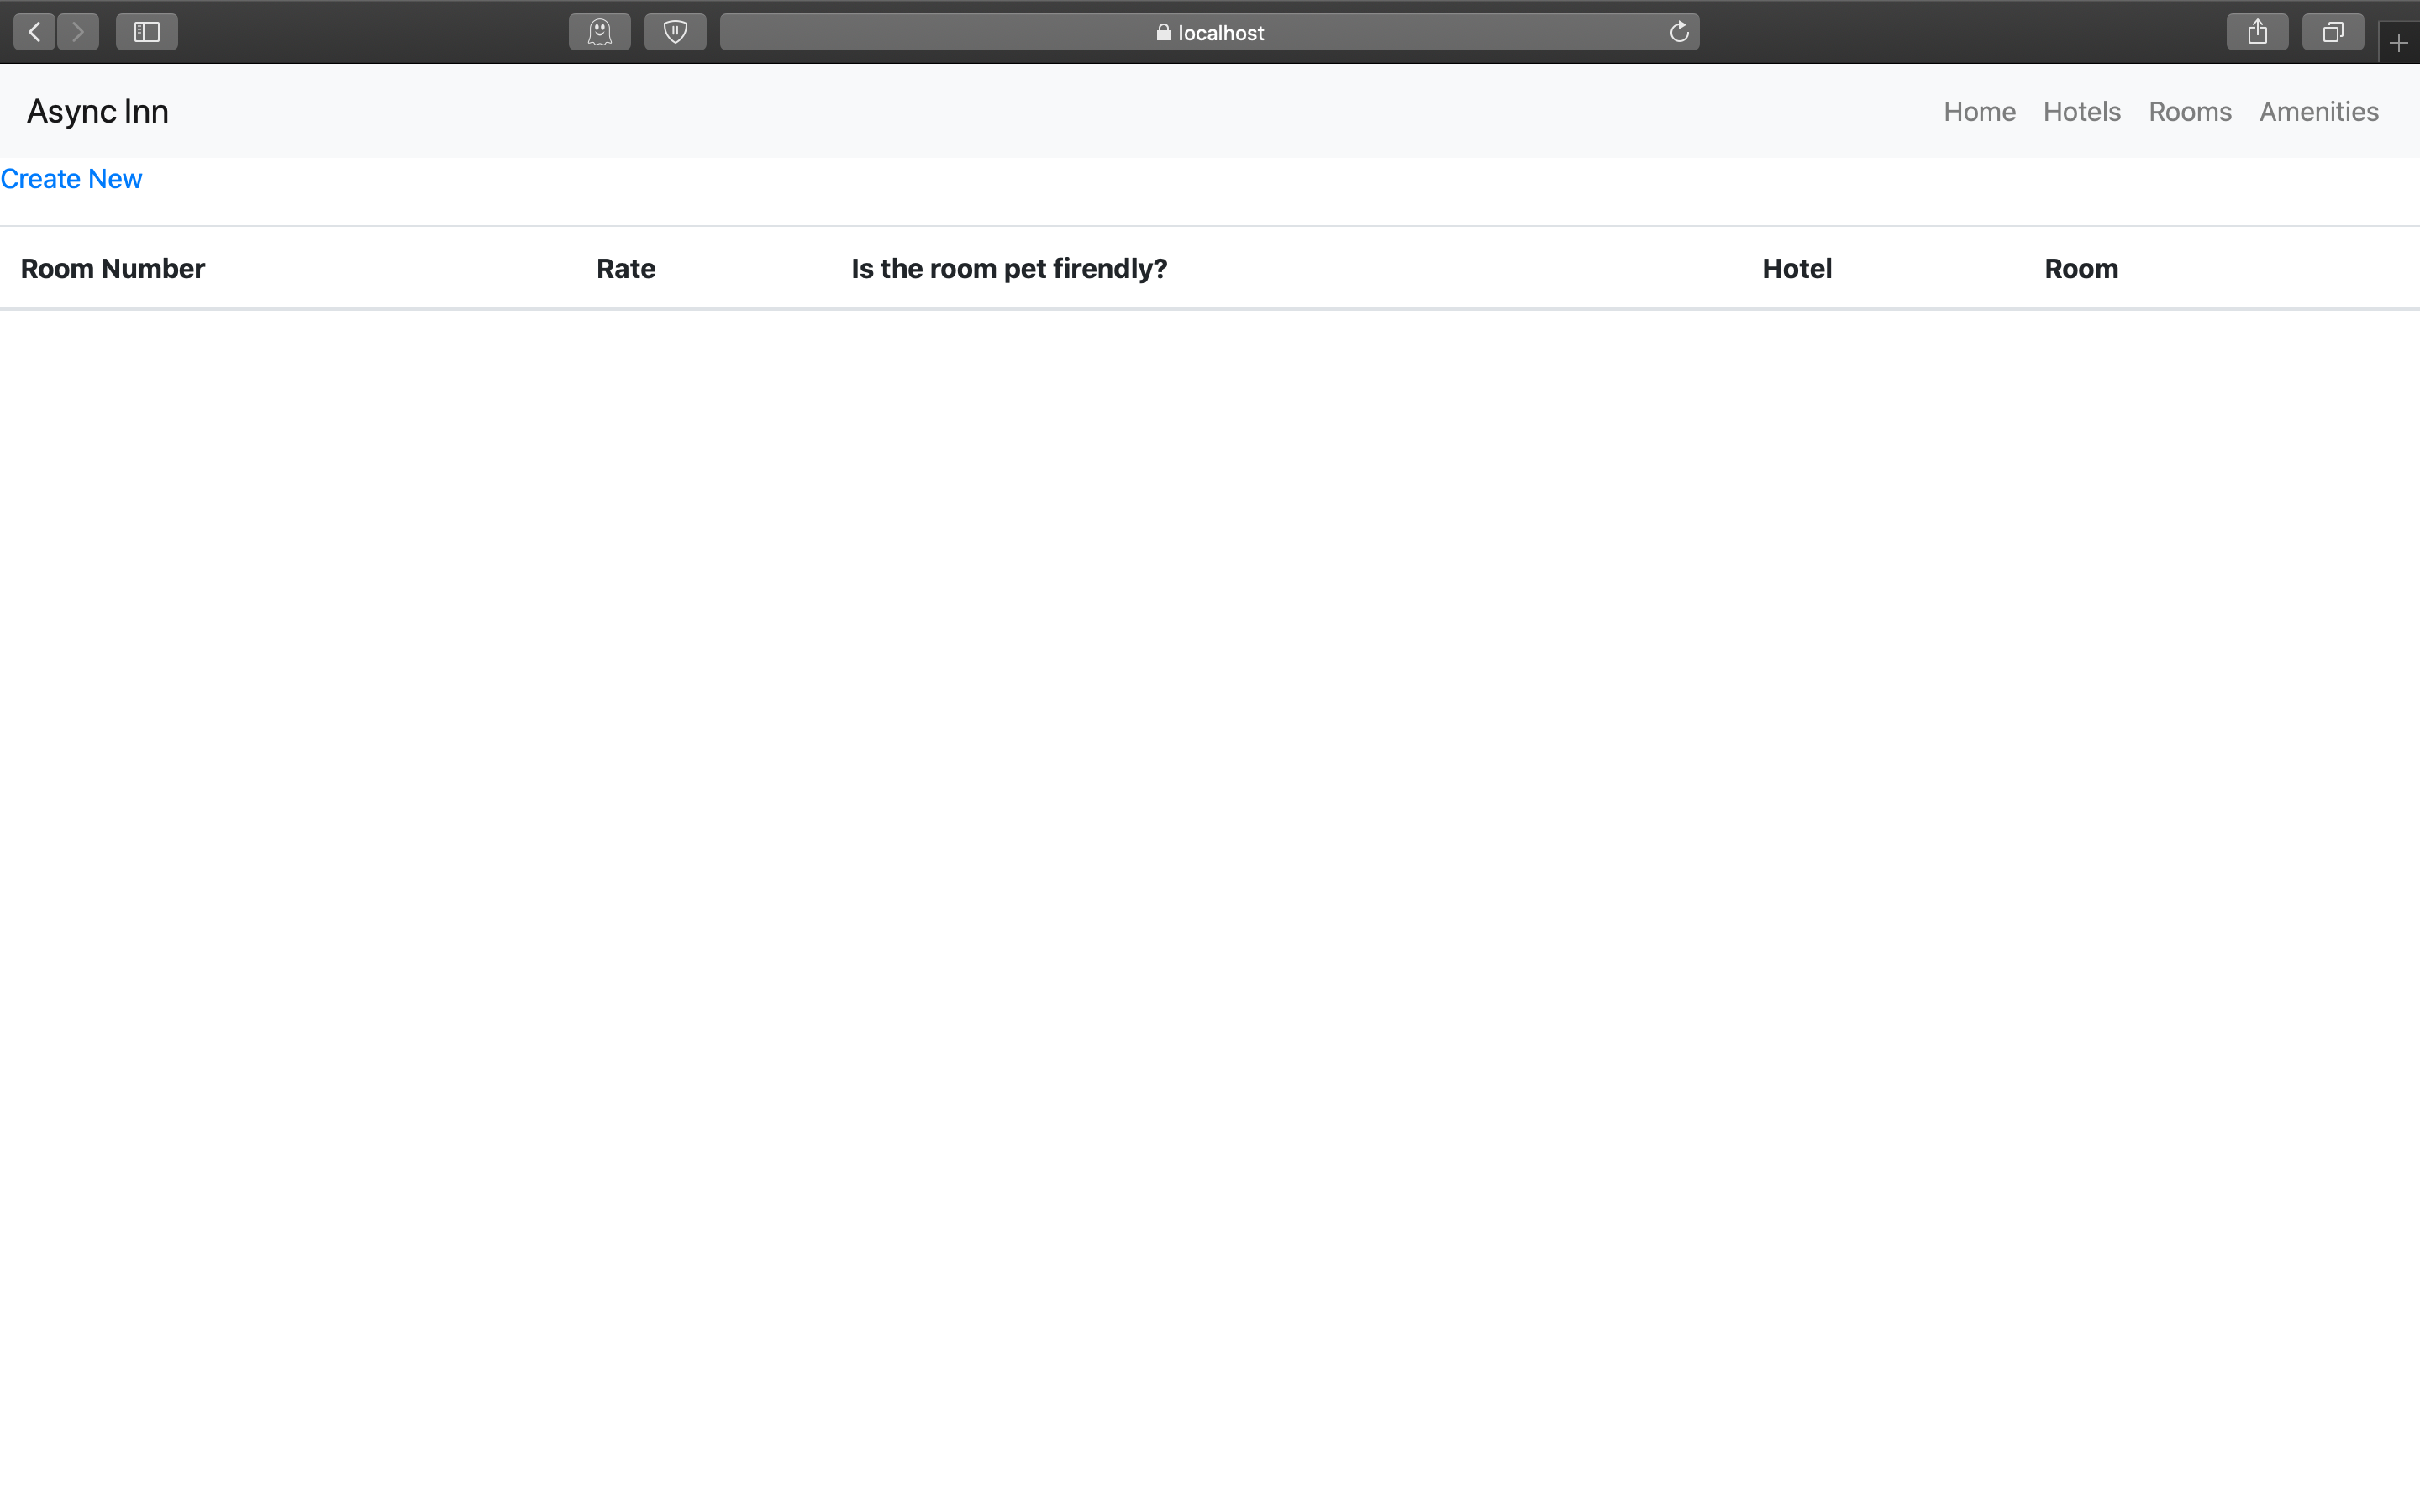 localhost
Async Inn Home Hotels Rooms Amenities
Create New
Room Number Rate Is the room pet firendly? Hotel Room